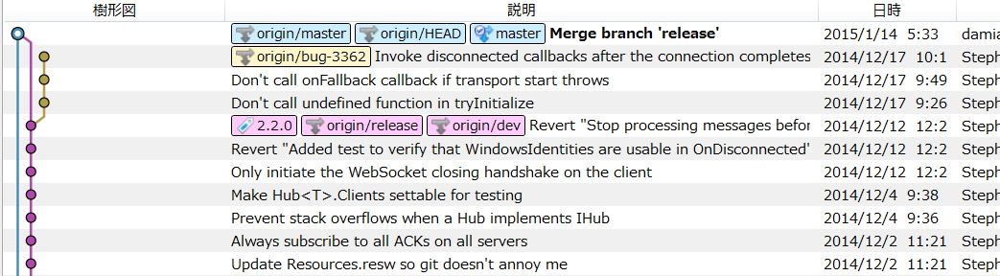 樹形図 説明 日時
origin/master origin/HEAD master Merge branch 'release' 2015/1/14 5:33 damia
origin/bug-3362 Invoke disconnected callbacks after the connection completes 2014/12/17 10:1 Steph
Don't call onFallback callback if transport start throws 2014/12/17 9:49 Steph
Don't call undefined function in tryInitialize 2014/12/17 9:26 Steph
2.2.0 origin/release origin/dev Revert "Stop processing messages befor 2014/12/12 12:2 Steph
Revert "Added test to verify that WindowsIdentities are usable in OnDisconnected" 2014/12/12 12:2 Steph
Only initiate the WebSocket closing handshake on the client 2014/12/12 12:2 Steph
Make Hub<T>.Clients settable for testing 2014/12/4 9:38 Steph
Prevent stack overflows when a Hub implements IHub 2014/12/4 9:36 Steph
Always subscribe to all ACKs on all servers 2014/12/2 11:21 Steph
Update Resources.resw so git doesn't annoy me 2014/12/2 11:21 Steph